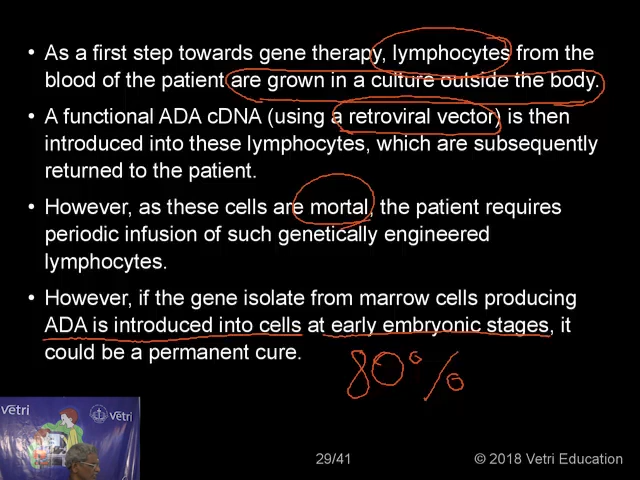 • As a first step towards gene therapy, lymphocytes from the
blood of the patient are grown in a culture outside the body.
• A functional ADA cDNA (using a retroviral vector) is then
introduced into these lymphocytes, which are subsequently
returned to the patient.
• However, as these cells are mortal, the patient requires
periodic infusion of such genetically engineered
lymphocytes.
• However, if the gene isolate from marrow cells producing
ADA is introduced into cells at early embryonic stages, it
could be a permanent cure.
80%
Vetri
Vetri
29/41
© 2018 Vetri Education